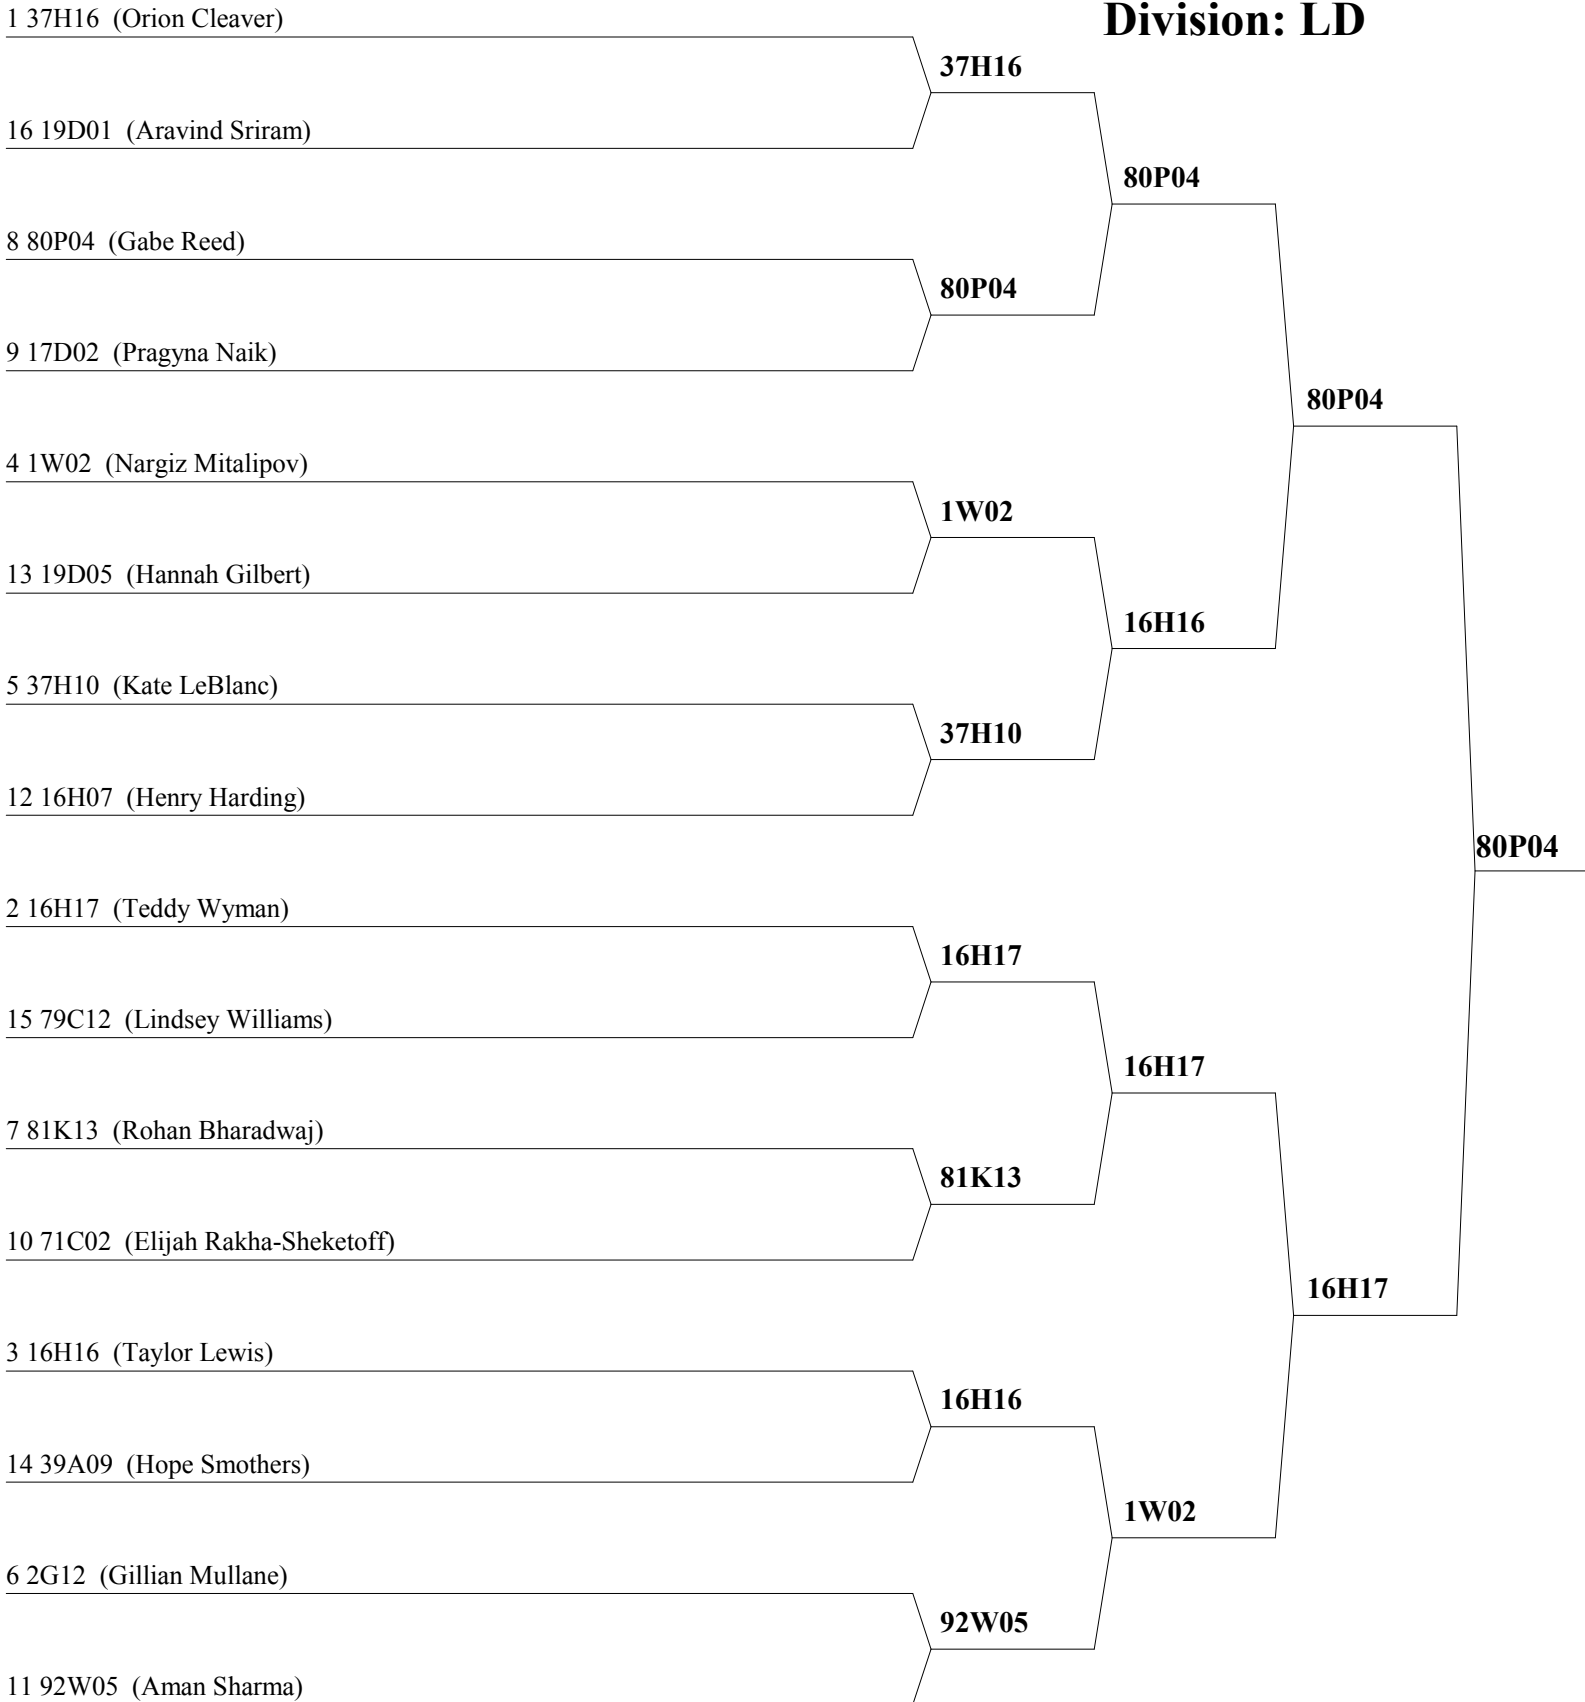 Division: LD
1 37H16 (Orion Cleaver)
37H16
16 19D01 (Aravind Sriram)
80P04
8 80P04 (Gabe Reed)
80P04
9 17D02 (Pragyna Naik)
80P04
4 1W02 (Nargiz Mitalipov)
1W02
13 19D05 (Hannah Gilbert)
16H16
5 37H10 (Kate LeBlanc)
37H10
12 16H07 (Henry Harding)
80P04
2 16H17 (Teddy Wyman)
16H17
15 79C12 (Lindsey Williams)
16H17
7 81K13 (Rohan Bharadwaj)
81K13
10 71C02 (Elijah Rakha-Sheketoff)
16H17
3 16H16 (Taylor Lewis)
16H16
14 39A09 (Hope Smothers)
1W02
6 2G12 (Gillian Mullane)
92W05
11 92W05 (Aman Sharma)